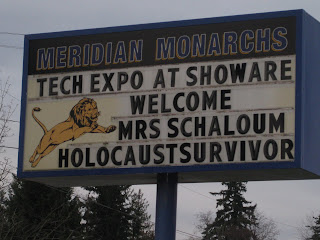 MERIDIAN MONARCHS
TECH EXPO AT SHOWARE
WELCOME
MRS SCHALOUM
HOLOCAUSTSURVIVOR